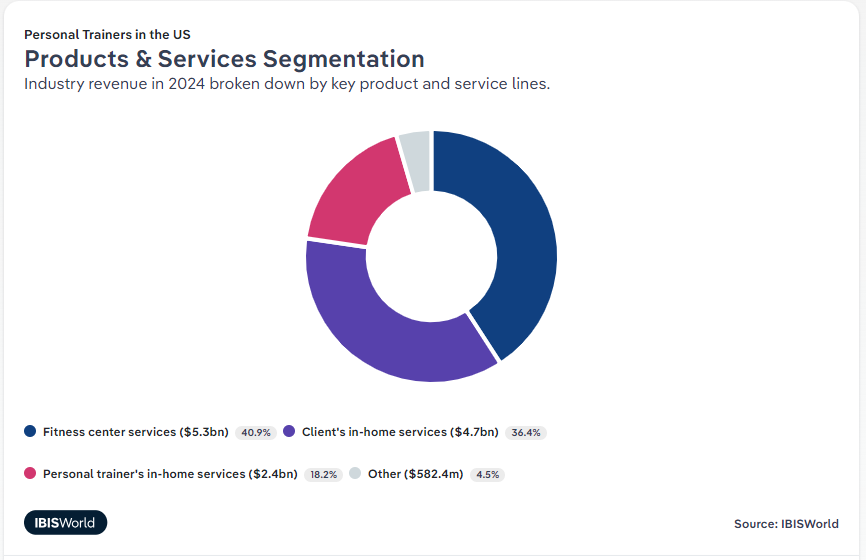 Personal Trainers in the US
Products & Services Segmentation
Industry revenue in 2024 broken down by key product and service lines.
Fitness center services ($5.3bn) 40.9% Client's in-home services ($4.7bn) 36.4%
Personal trainer's in-home services ($2.4bn) 18.2% Other ($582.4m) 4.5%
IBISWorld
Source: IBISWorld